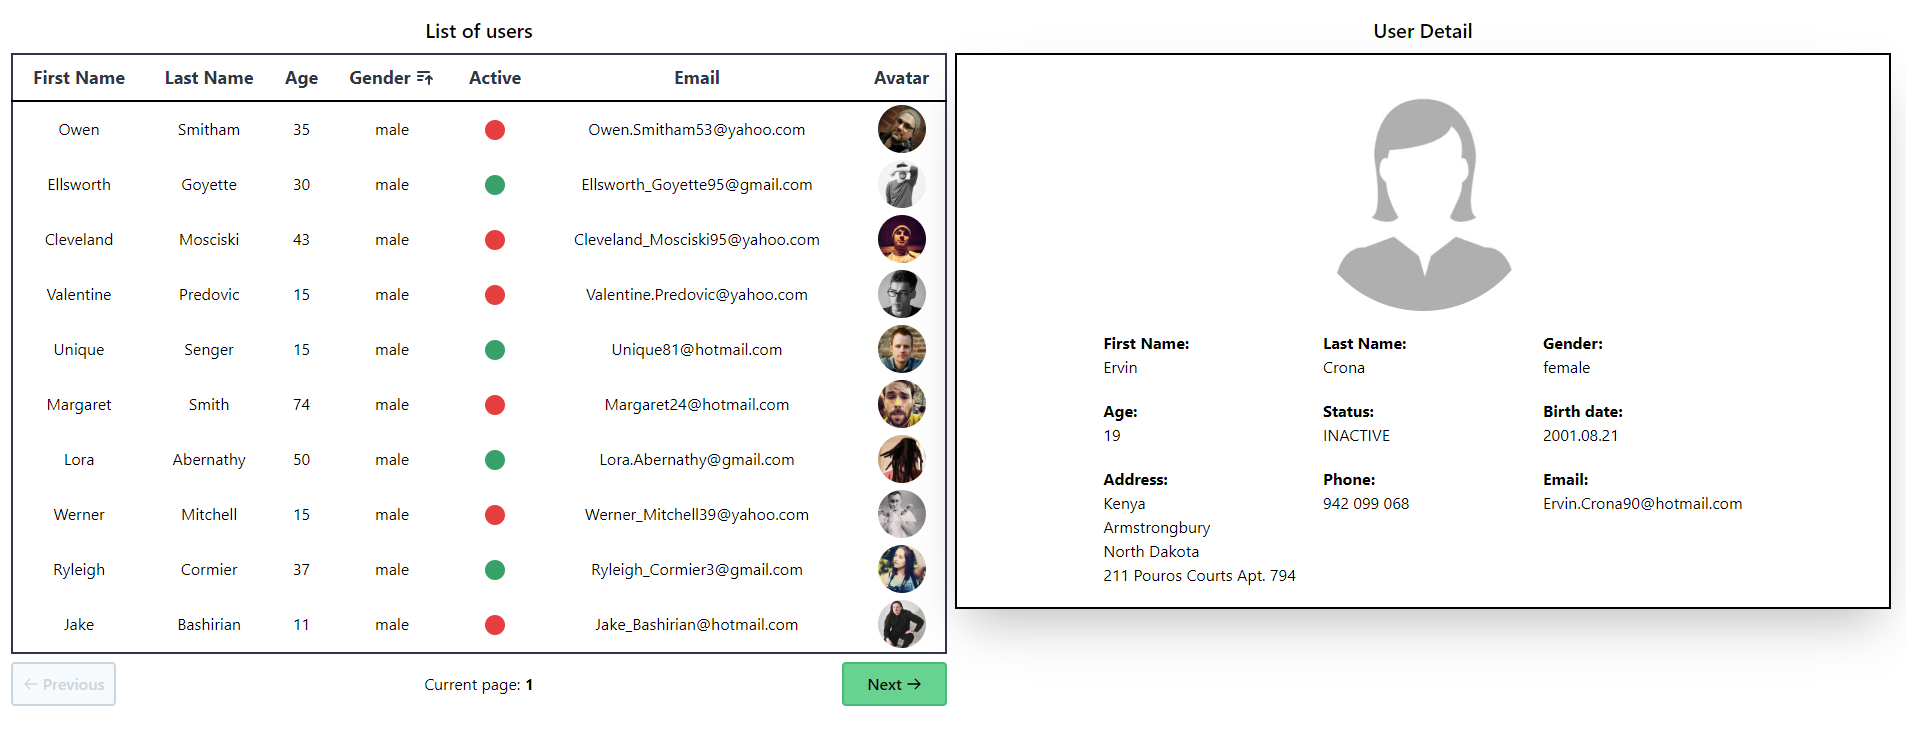 List of users
First Name Last Name Age Gender Active Email Avatar
Owen Smitham 35 male Owen.Smitham53@yahoo.com
Ellsworth Goyette 30 male Ellsworth_Goyette95@gmail.com
Cleveland Mosciski 43 male Cleveland_Mosciski95@yahoo.com
Valentine Predovic 15 male Valentine.Predovic@yahoo.com
Unique Senger 15 male Unique81@hotmail.com
Margaret Smith 74 male Margaret24@hotmail.com
Lora Abernathy 50 male Lora.Abernathy@gmail.com
Werner Mitchell 15 male Werner_Mitchell39@yahoo.com
Ryleigh Cormier 37 male Ryleigh_Cormier3@gmail.com
Jake Bashirian 11 male Jake_Bashirian@hotmail.com
← Previous Current page: 1 Next →
User Detail
First Name: Last Name: Gender:
Ervin Crona female
Age: Status: Birth date:
19 INACTIVE 2001.08.21
Address: Phone: Email:
Kenya 942 099 068 Ervin.Crona90@hotmail.com
Armstrongbury
North Dakota
211 Pouros Courts Apt. 794